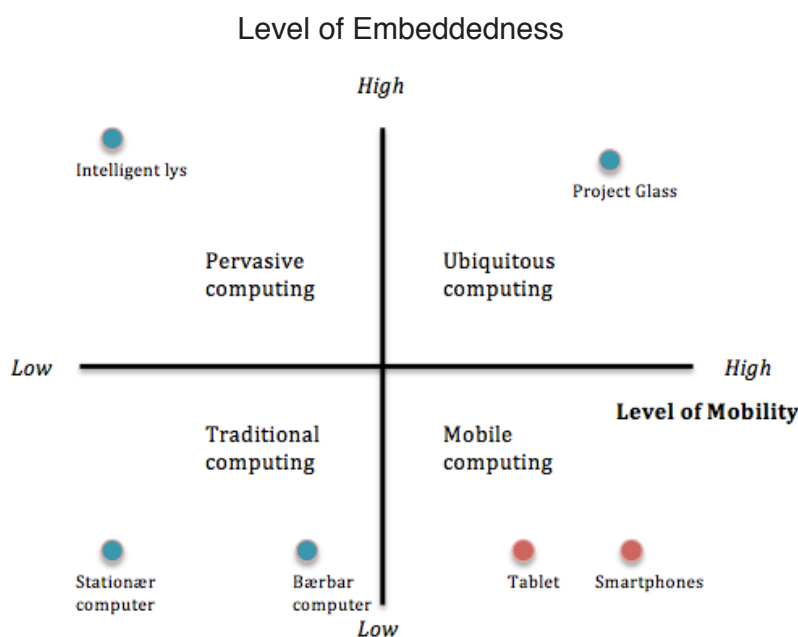 Level of Embeddedness
High
Intelligent lys
Project Glass
Pervasive
computing
Ubiquitous
computing
Low
High
Level of Mobility
Traditional
computing
Mobile
computing
Stationær
computer
Bærbar
computer
Tablet
Smartphones
Low